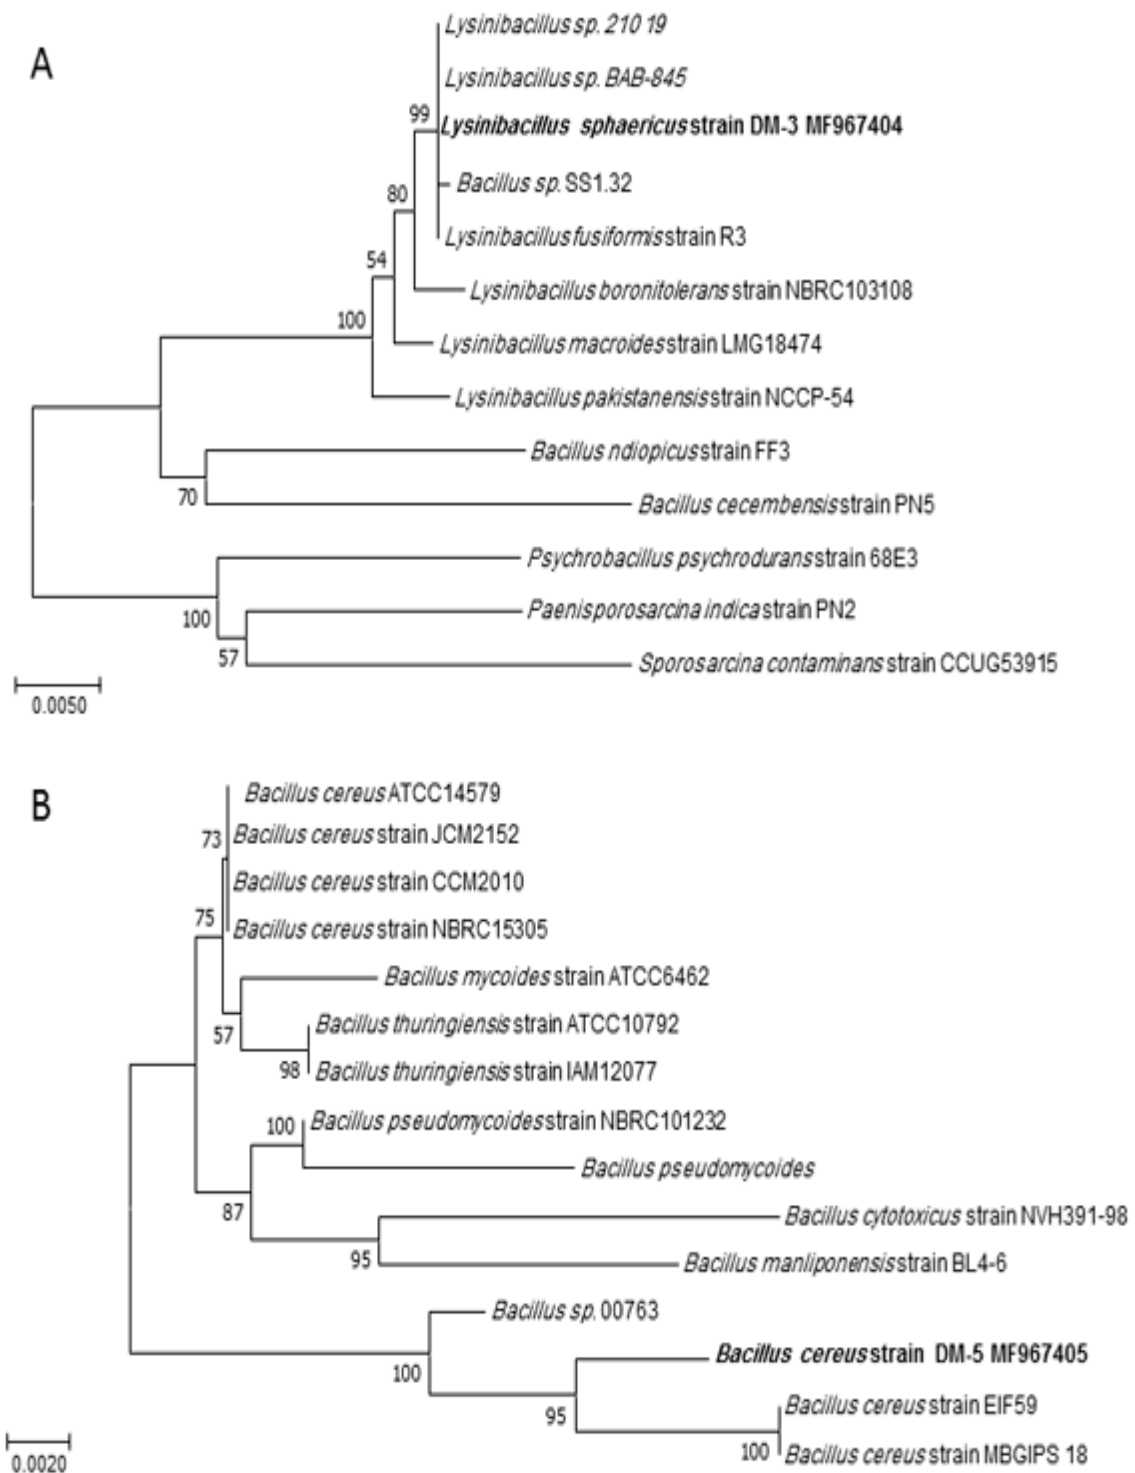 A
Lysinibacillus sp. 210 19
Lysinibacillus sp. BAB-845
99
Lysinibacillus sphaericus strain DM-3 MF967404
Bacillus sp. SS1.32
80
Lysinibacillus fusiformis strain R3
54
Lysinibacillus boronitolerans strain NBRC103108
100
Lysinibacillus macroides strain LMG18474
Lysinibacillus pakistanensis strain NCCP-54
Bacillus ndiopicus strain FF3
70
Bacillus cecembensis strain PN5
Psychrobacillus psychrodurans strain 68E3
100
Paenisporosarcina indica strain PN2
57
Sporosarcina contaminans strain CCUG53915
0.0050
B
Bacillus cereus ATCC14579
73
Bacillus cereus strain JCM2152
Bacillus cereus strain CCM2010
75
Bacillus cereus strain NBRC15305
Bacillus mycoides strain ATCC6462
57
Bacillus thuringiensis strain ATCC10792
98
Bacillus thuringiensis strain IAM12077
100
Bacillus pseudomycoides strain NBRC101232
Bacillus pseudomycoides
87
Bacillus cytotoxicus strain NVH391-98
95
Bacillus manliponensis strain BL4-6
Bacillus sp. 00763
100
Bacillus cereus strain DM-5 MF967405
95
Bacillus cereus strain EIF59
100
Bacillus cereus strain MBGIPS 18
0.0020